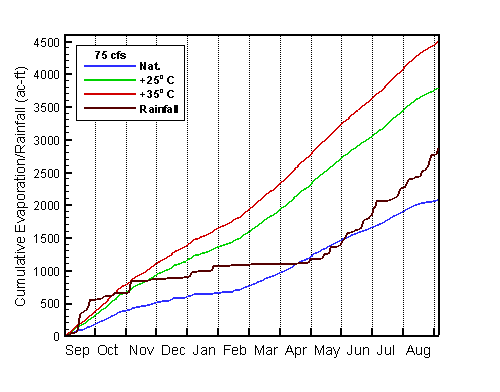 75 cfs
Nat.
+25° C
+35° C
Rainfall
Cumulative Evaporation/Rainfall (ac-ft)
4500
4000
3500
3000
2500
2000
1500
1000
500
0
Sep Oct Nov Dec Jan Feb Mar Apr May Jun Jul Aug